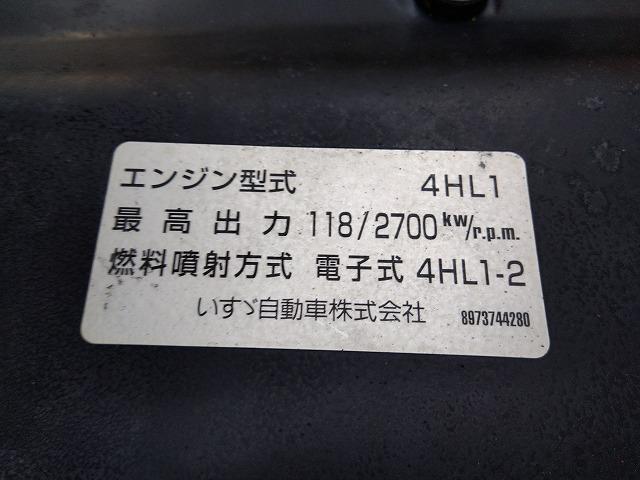 エンジン型式 4HL1
最高出力 118/2700 kw/r.p.m.
燃料噴射方式 電子式 4HL1-2
いすゞ自動車株式会社 8973744280